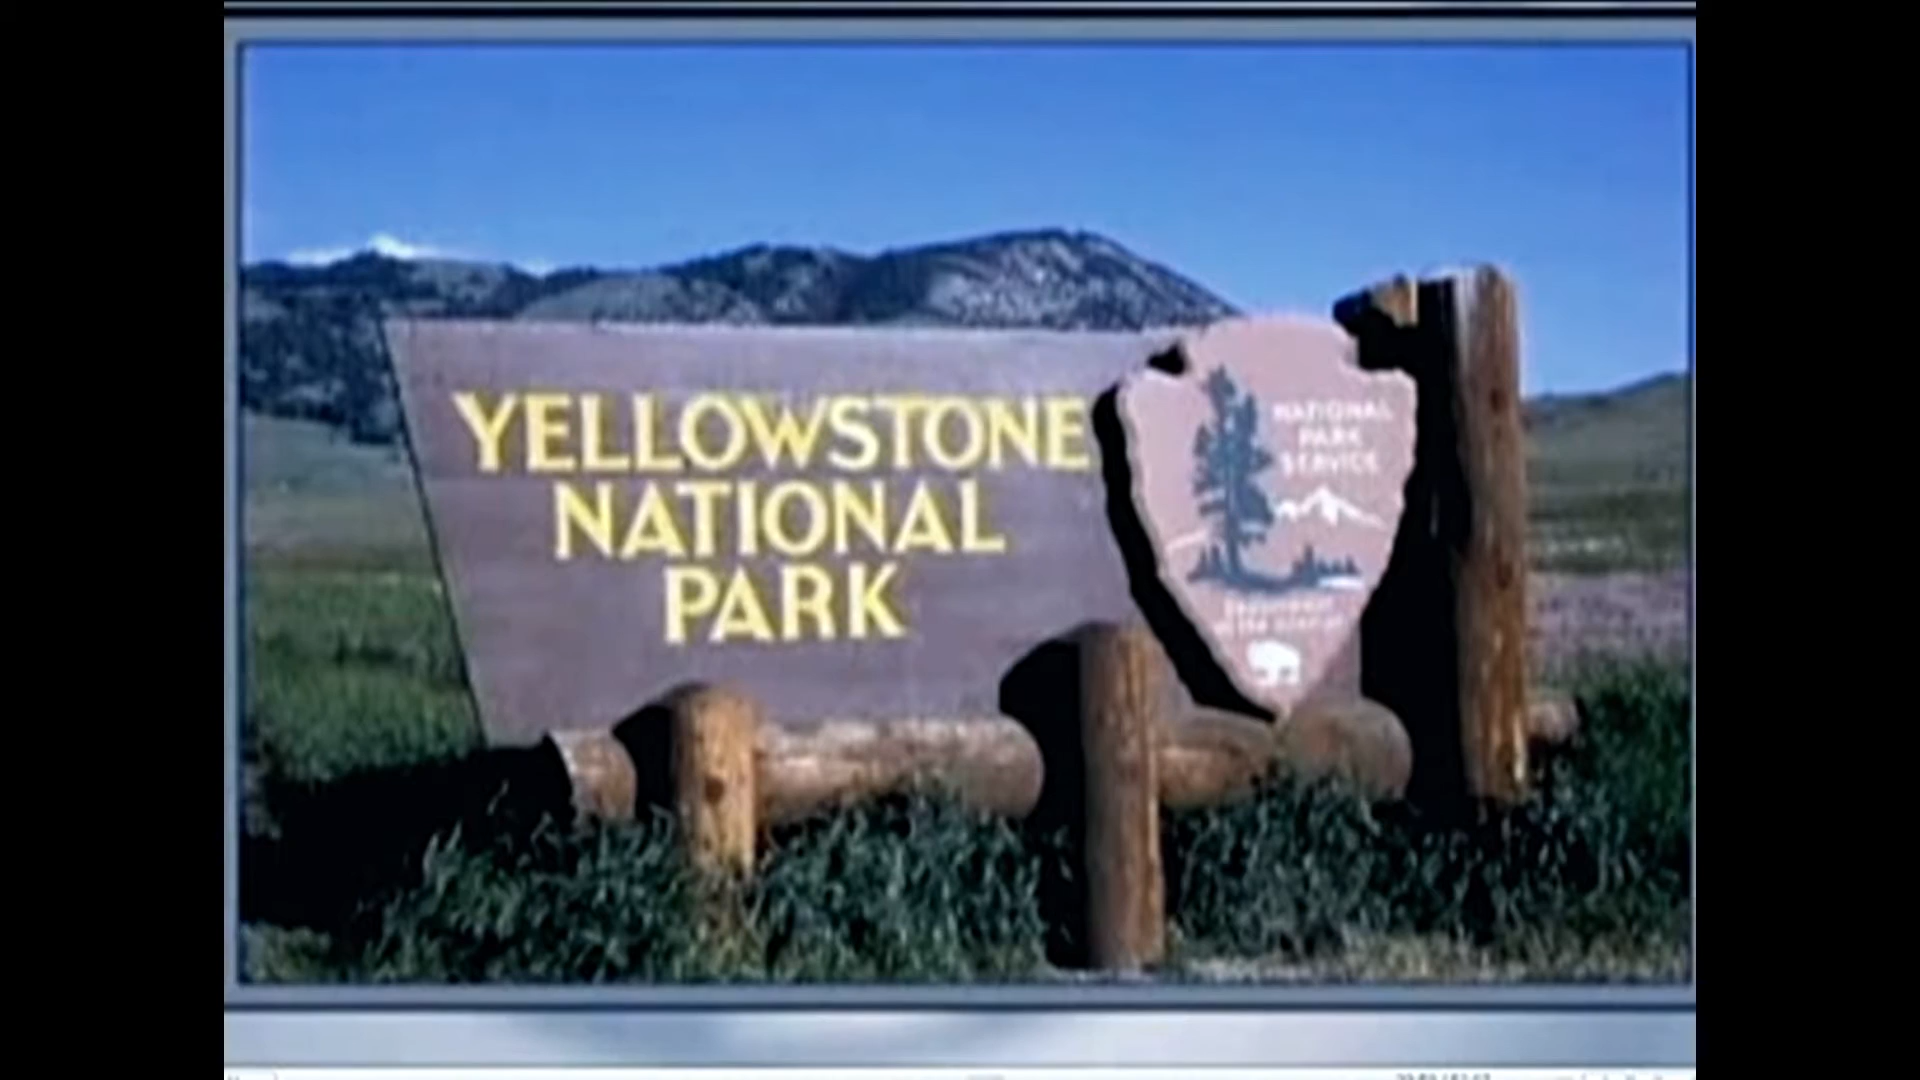 YELLOWSTONE
NATIONAL
PARK
NATIONAL
PARK
SERVICE